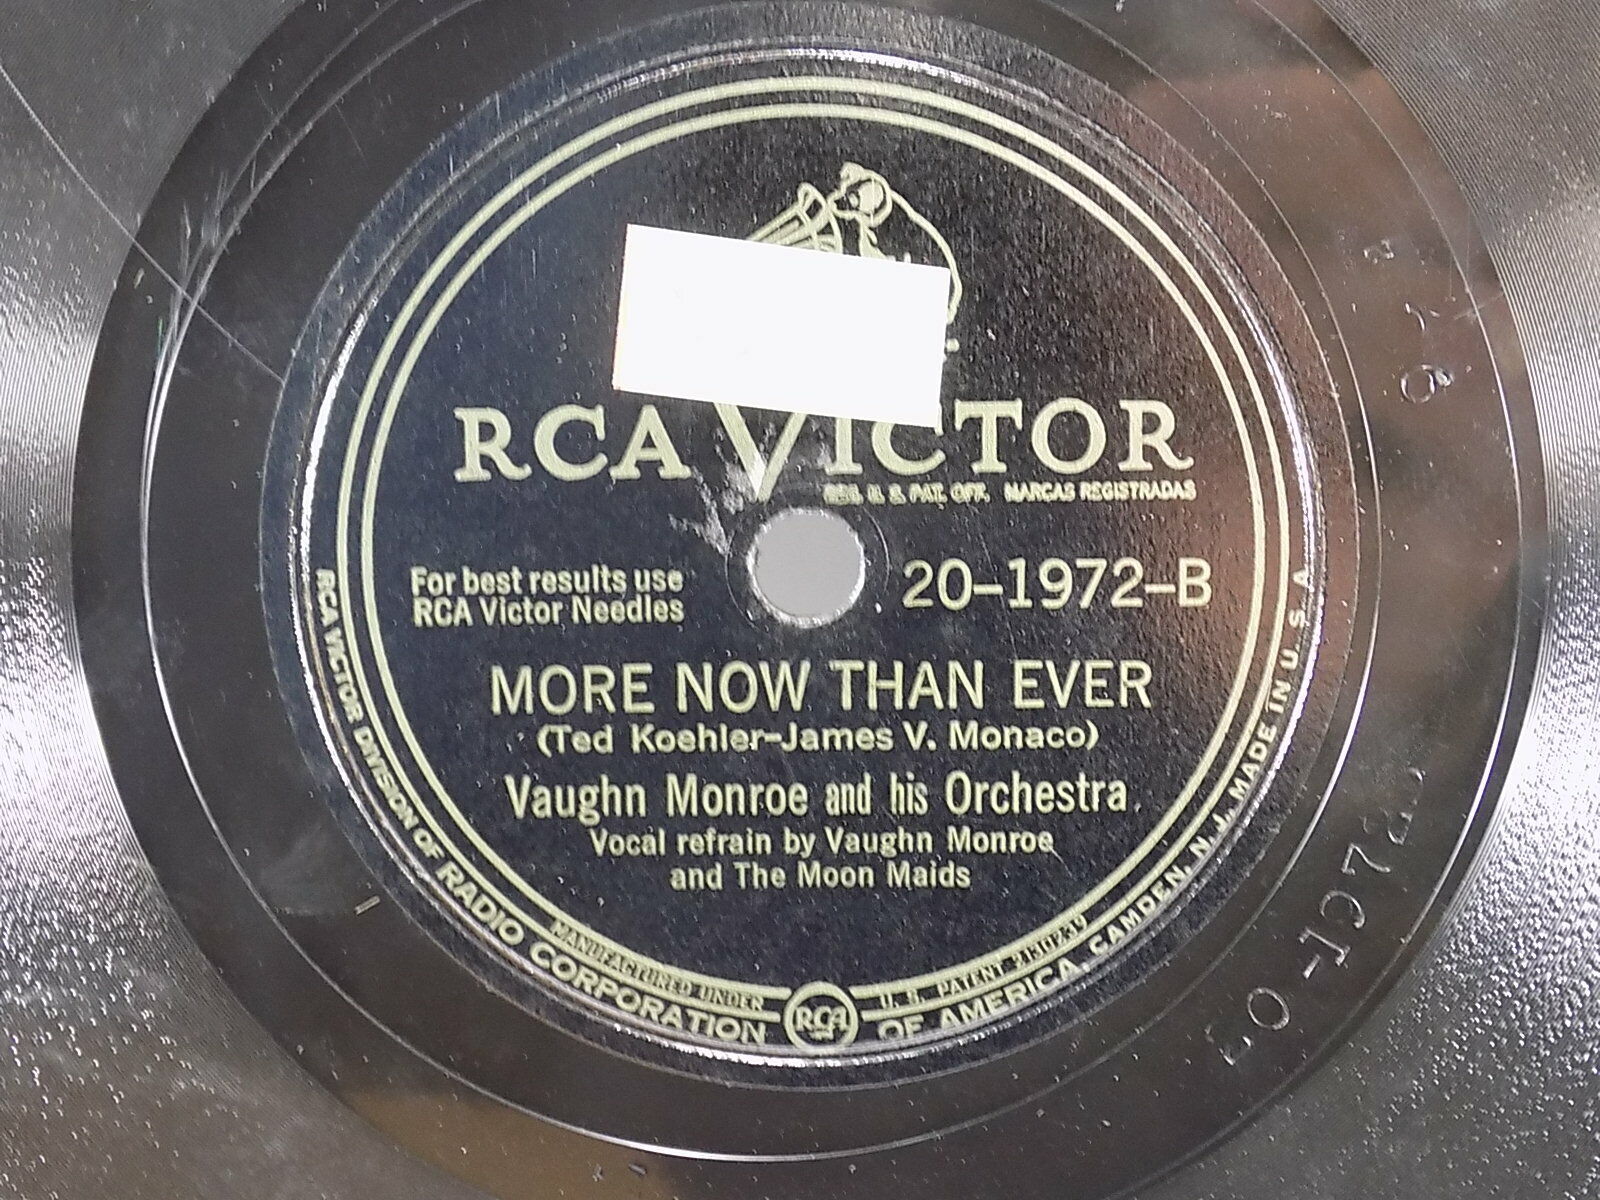 RCA VICTOR
REG. U. S. PAT. OFF. MARCAS REGISTRADAS
For best results use
RCA Victor Needles
20-1972-B
MORE NOW THAN EVER
(Ted Koehler-James V. Monaco)
Vaughn Monroe and his Orchestra
Vocal refrain by Vaughn Monroe
and The Moon Maids
MANUFACTURED UNDER U. S. PATENT 2130239
RCA VICTOR DIVISION OF RADIO CORPORATION OF AMERICA, CAMDEN, N. J. MADE IN U. S. A.
RCA